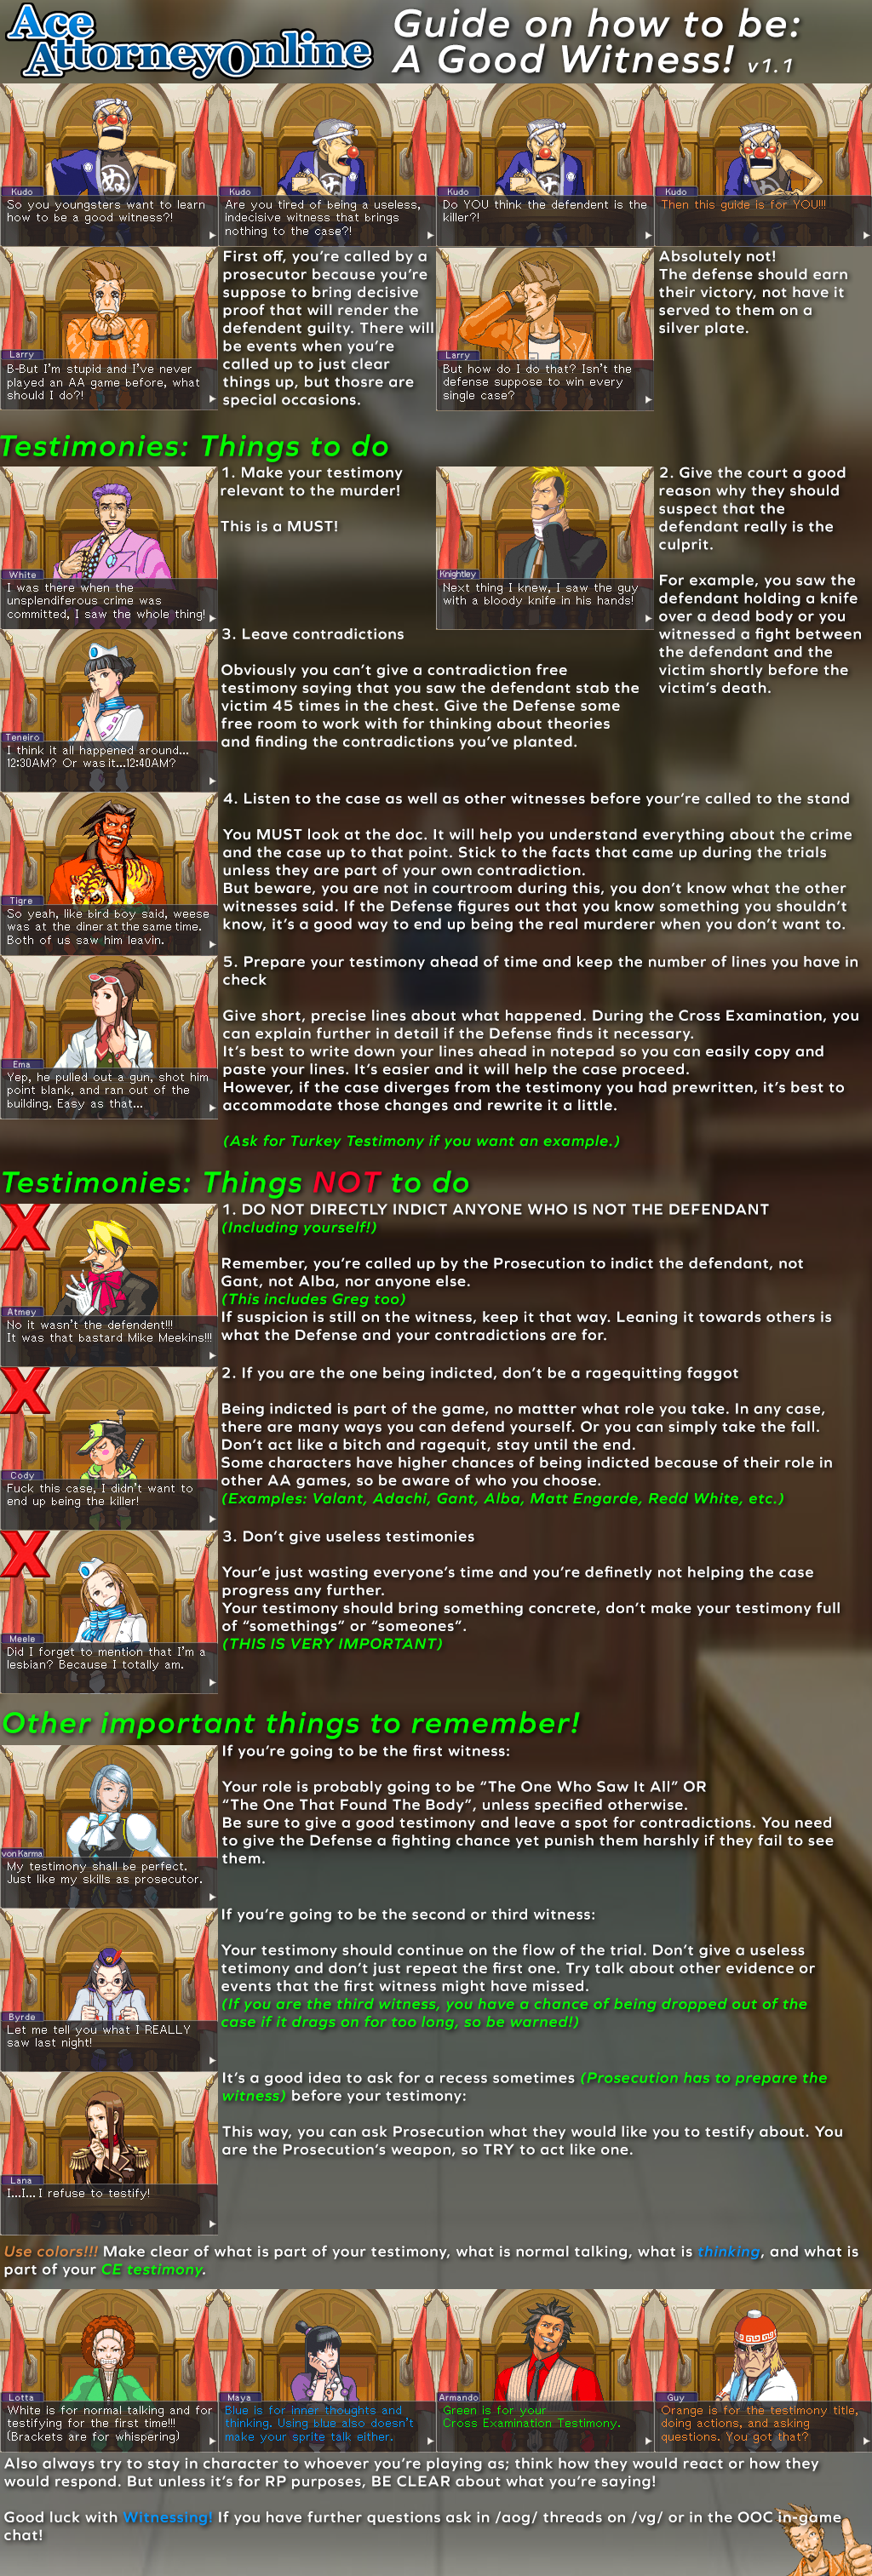 Ace
AttorneyOnline
Guide on how to be:
A Good Witness! v1.1
Kudo
So you youngsters want to learn
how to be a good witness?!
Kudo
Are you tired of being a useless,
indecisive witness that brings
nothing to the case?!
Kudo
Do YOU think the defendent is the
killer?!
Kudo
Then this guide is for YOU!!!
Larry
B-But I'm stupid and I've never
played an AA game before, what
should I do?!
First off, you're called by a
prosecutor because you're
suppose to bring decisive
proof that will render the
defendent guilty. There will
be events when you're
called up to just clear
things up, but thosre are
special occasions.
Larry
But how do I do that? Isn't the
defense suppose to win every
single case?
Absolutely not!
The defense should earn
their victory, not have it
served to them on a
silver plate.
Testimonies: Things to do
White
I was there when the
unsplendiferous crime was
committed, I saw the whole thing!
1. Make your testimony
relevant to the murder!
This is a MUST!
Knightley
Next thing I knew, I saw the guy
with a bloody knife in his hands!
2. Give the court a good
reason why they should
suspect that the
defendant really is the
culprit.
For example, you saw the
defendant holding a knife
over a dead body or you
witnessed a fight between
the defendant and the
victim shortly before the
victim's death.
Teneiro
I think it all happened around...
12:30AM? Or was it...12:40AM?
3. Leave contradictions
Obviously you can't give a contradiction free
testimony saying that you saw the defendant stab the
victim 45 times in the chest. Give the Defense some
free room to work with for thinking about theories
and finding the contradictions you've planted.
Tigre
So yeah, like bird boy said, weese
was at the diner at the same time.
Both of us saw him leavin.
4. Listen to the case as well as other witnesses before your're called to the stand
You MUST look at the doc. It will help you understand everything about the crime
and the case up to that point. Stick to the facts that came up during the trials
unless they are part of your own contradiction.
But beware, you are not in courtroom during this, you don't know what the other
witnesses said. If the Defense figures out that you know something you shouldn't
know, it's a good way to end up being the real murderer when you don't want to.
Ema
Yep, he pulled out a gun, shot him
point blank, and ran out of the
building. Easy as that...
5. Prepare your testimony ahead of time and keep the number of lines you have in
check
Give short, precise lines about what happened. During the Cross Examination, you
can explain further in detail if the Defense finds it necessary.
It's best to write down your lines ahead in notepad so you can easily copy and
paste your lines. It's easier and it will help the case proceed.
However, if the case diverges from the testimony you had prewritten, it's best to
accommodate those changes and rewrite it a little.
(Ask for Turkey Testimony if you want an example.)
Testimonies: Things NOT to do
X
Atmey
No it wasn't the defendent!!!
It was that bastard Mike Meekins!!!
1. DO NOT DIRECTLY INDICT ANYONE WHO IS NOT THE DEFENDANT
(Including yourself!)
Remember, you're called up by the Prosecution to indict the defendant, not
Gant, not Alba, nor anyone else.
(This includes Greg too)
If suspicion is still on the witness, keep it that way. Leaning it towards others is
what the Defense and your contradictions are for.
X
Cody
Fuck this case, I didn't want to
end up being the killer!
2. If you are the one being indicted, don't be a ragequitting faggot
Being indicted is part of the game, no mattter what role you take. In any case,
there are many ways you can defend yourself. Or you can simply take the fall.
Don't act like a bitch and ragequit, stay until the end.
Some characters have higher chances of being indicted because of their role in
other AA games, so be aware of who you choose.
(Examples: Valant, Adachi, Gant, Alba, Matt Engarde, Redd White, etc.)
X
Meele
Did I forget to mention that I'm a
lesbian? Because I totally am.
3. Don't give useless testimonies
Your'e just wasting everyone's time and you're definetly not helping the case
progress any further.
Your testimony should bring something concrete, don't make your testimony full
of "somethings" or "someones".
(THIS IS VERY IMPORTANT)
Other important things to remember!
von Karma
My testimony shall be perfect.
Just like my skills as prosecutor.
If you're going to be the first witness:
Your role is probably going to be "The One Who Saw It All" OR
"The One That Found The Body", unless specified otherwise.
Be sure to give a good testimony and leave a spot for contradictions. You need
to give the Defense a fighting chance yet punish them harshly if they fail to see
them.
Byrde
Let me tell you what I REALLY
saw last night!
If you're going to be the second or third witness:
Your testimony should continue on the flow of the trial. Don't give a useless
tetimony and don't just repeat the first one. Try talk about other evidence or
events that the first witness might have missed.
(If you are the third witness, you have a chance of being dropped out of the
case if it drags on for too long, so be warned!)
Lana
I...I... I refuse to testify!
It's a good idea to ask for a recess sometimes (Prosecution has to prepare the
witness) before your testimony:
This way, you can ask Prosecution what they would like you to testify about. You
are the Prosecution's weapon, so TRY to act like one.
Use colors!!! Make clear of what is part of your testimony, what is normal talking, what is thinking, and what is
part of your CE testimony.
Lotta
White is for normal talking and for
testifying for the first time!!!
(Brackets are for whispering)
Maya
Blue is for inner thoughts and
thinking. Using blue also doesn't
make your sprite talk either.
Armando
Green is for your
Cross Examination Testimony.
Guy
Orange is for the testimony title,
doing actions, and asking
questions. You got that?
Also always try to stay in character to whoever you're playing as; think how they would react or how they
would respond. But unless it's for RP purposes, BE CLEAR about what you're saying!
Good luck with Witnessing! If you have further questions ask in /aog/ threads on /vg/ or in the OOC in-game
chat!